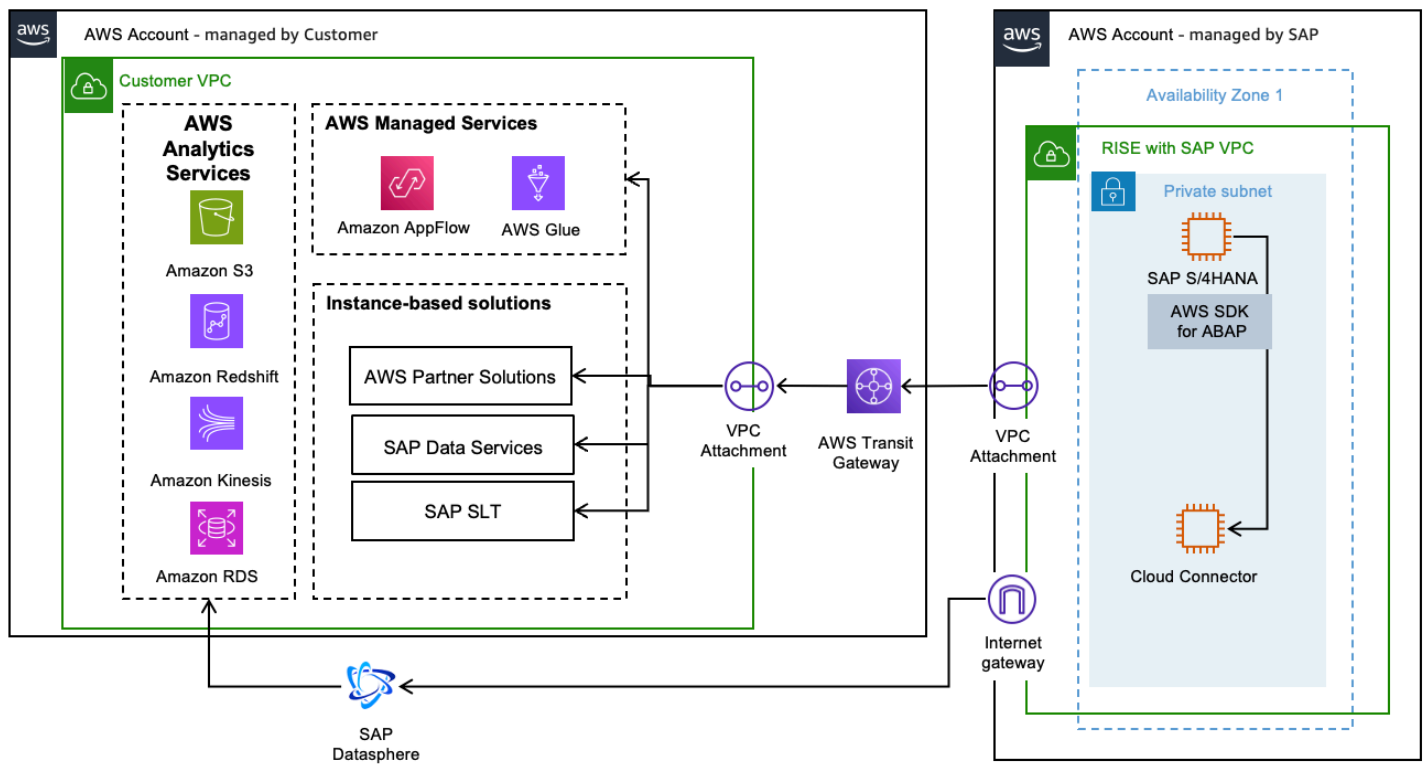 aws
AWS Account - managed by Customer
Customer VPC
AWS
Analytics
Services
Amazon S3
Amazon Redshift
Amazon Kinesis
Amazon RDS
AWS Managed Services
Amazon AppFlow
AWS Glue
Instance-based solutions
AWS Partner Solutions
SAP Data Services
SAP SLT
VPC
Attachment
AWS Transit
Gateway
SAP
Datasphere
aws
AWS Account - managed by SAP
Availability Zone 1
RISE with SAP VPC
Private subnet
SAP S/4HANA
AWS SDK
for ABAP
VPC
Attachment
Cloud Connector
Internet
gateway